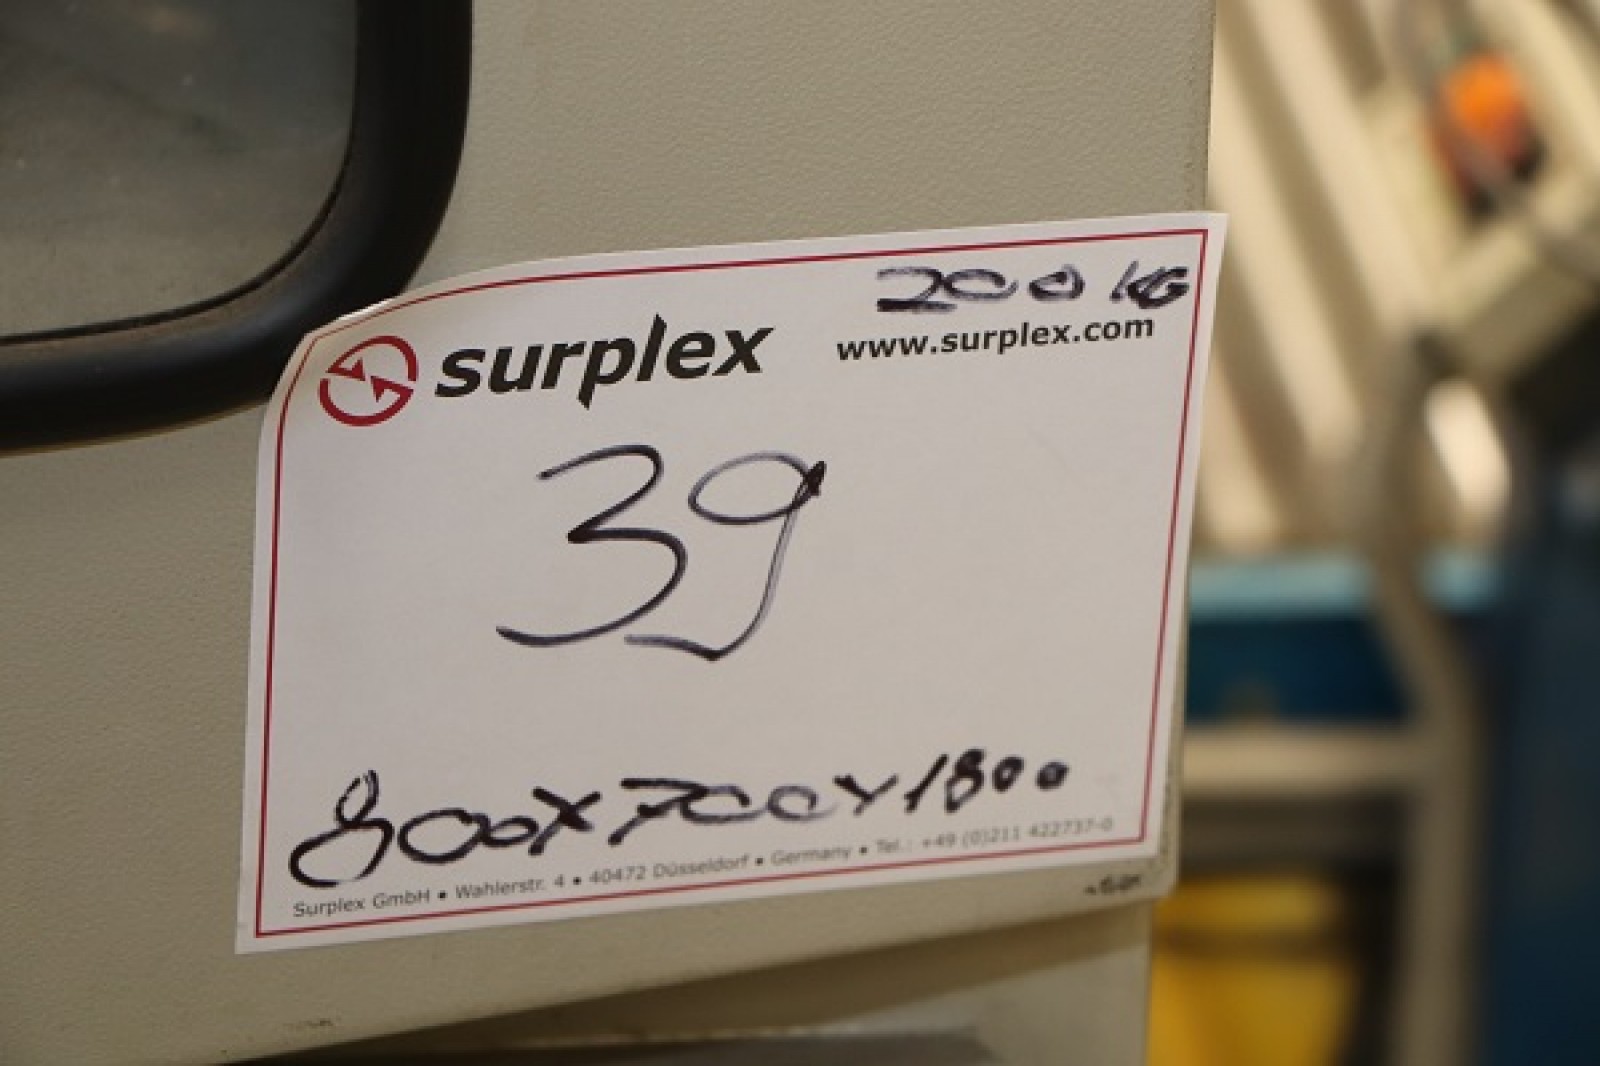 200 KG
surplex
www.surplex.com
39
800X700X1800
Surplex GmbH • Wahlerstr. 4 • 40472 Düsseldorf • Germany • Tel.: +49 (0)211 422737-0